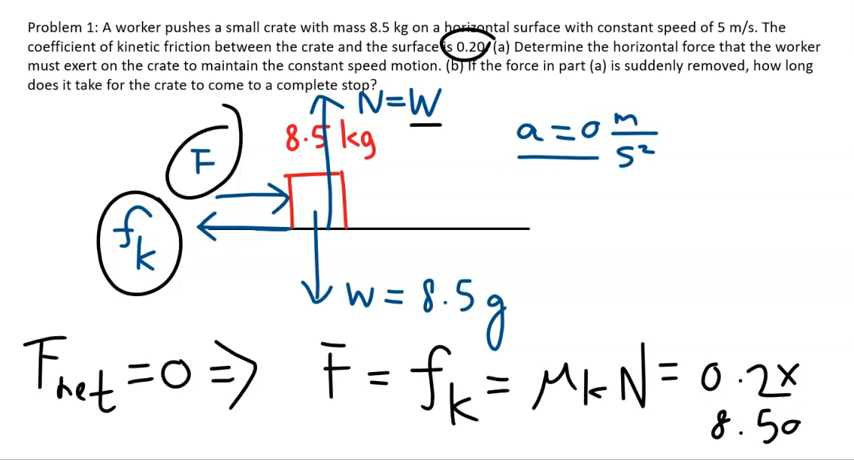 Problem 1: A worker pushes a small crate with mass 8.5 kg on a horizontal surface with constant speed of 5 m/s. The
coefficient of kinetic friction between the crate and the surface is 0.20. (a) Determine the horizontal force that the worker
must exert on the crate to maintain the constant speed motion. (b) If the force in part (a) is suddenly removed, how long
does it take for the crate to come to a complete stop?
N=W
8.5 kg
a=0 m/s²
F
fk
W = 8.5g
Fnet=0 => F = fk = μkN = 0.2x
8.50